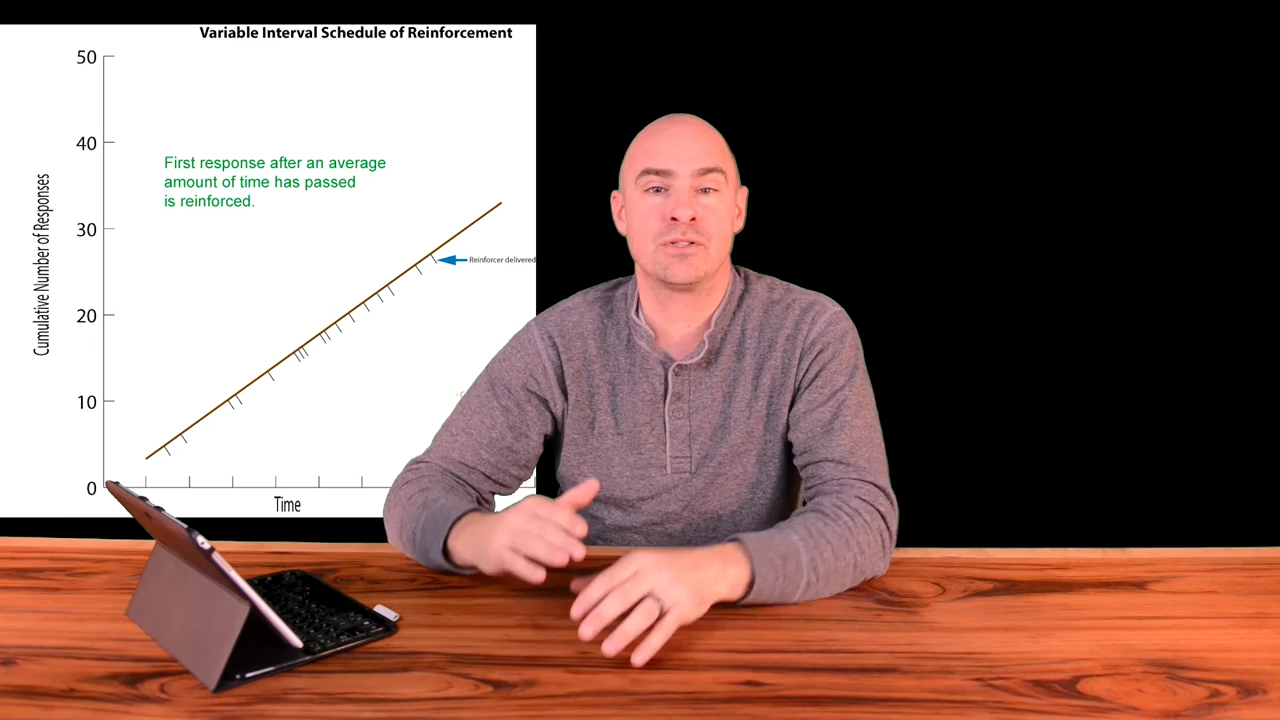 Variable Interval Schedule of Reinforcement
50
40
First response after an average
amount of time has passed
is reinforced.
30
Reinforcer delivered
20
10
0
Cumulative Number of Responses
Time